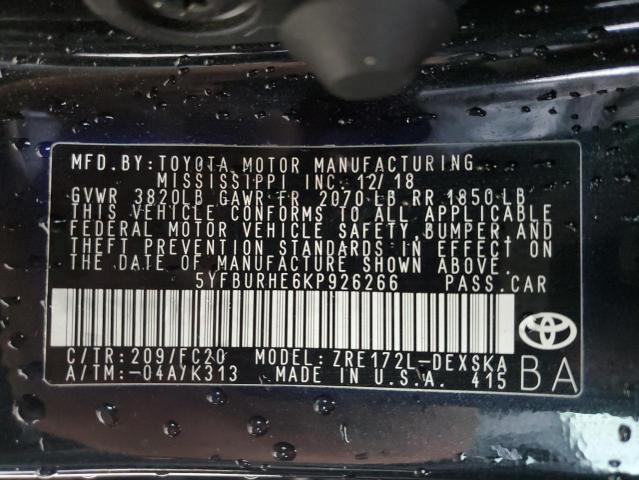 MFD. BY: TOYOTA MOTOR MANUFACTURING
MISSISSIPPI INC. 12/18
GVWR 3820LB GAWR FR 2070 LB RR 1850 LB
THIS VEHICLE CONFORMS TO ALL APPLICABLE
FEDERAL MOTOR VEHICLE SAFETY, BUMPER, AND
THEFT PREVENTION STANDARDS IN EFFECT ON
THE DATE OF MANUFACTURE SHOWN ABOVE.
5YFBURHE6KP926266 PASS. CAR
C/TR: 209/FC20 MODEL: ZRE172L-DEXSKA
A/TM: -04A/K313 MADE IN U.S.A. 415
BA